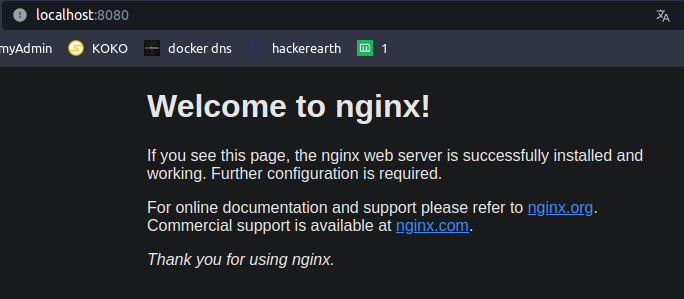 localhost:8080
myAdmin KOKO docker dns hackerearth 1
Welcome to nginx!
If you see this page, the nginx web server is successfully installed and
working. Further configuration is required.
For online documentation and support please refer to nginx.org.
Commercial support is available at nginx.com.
Thank you for using nginx.